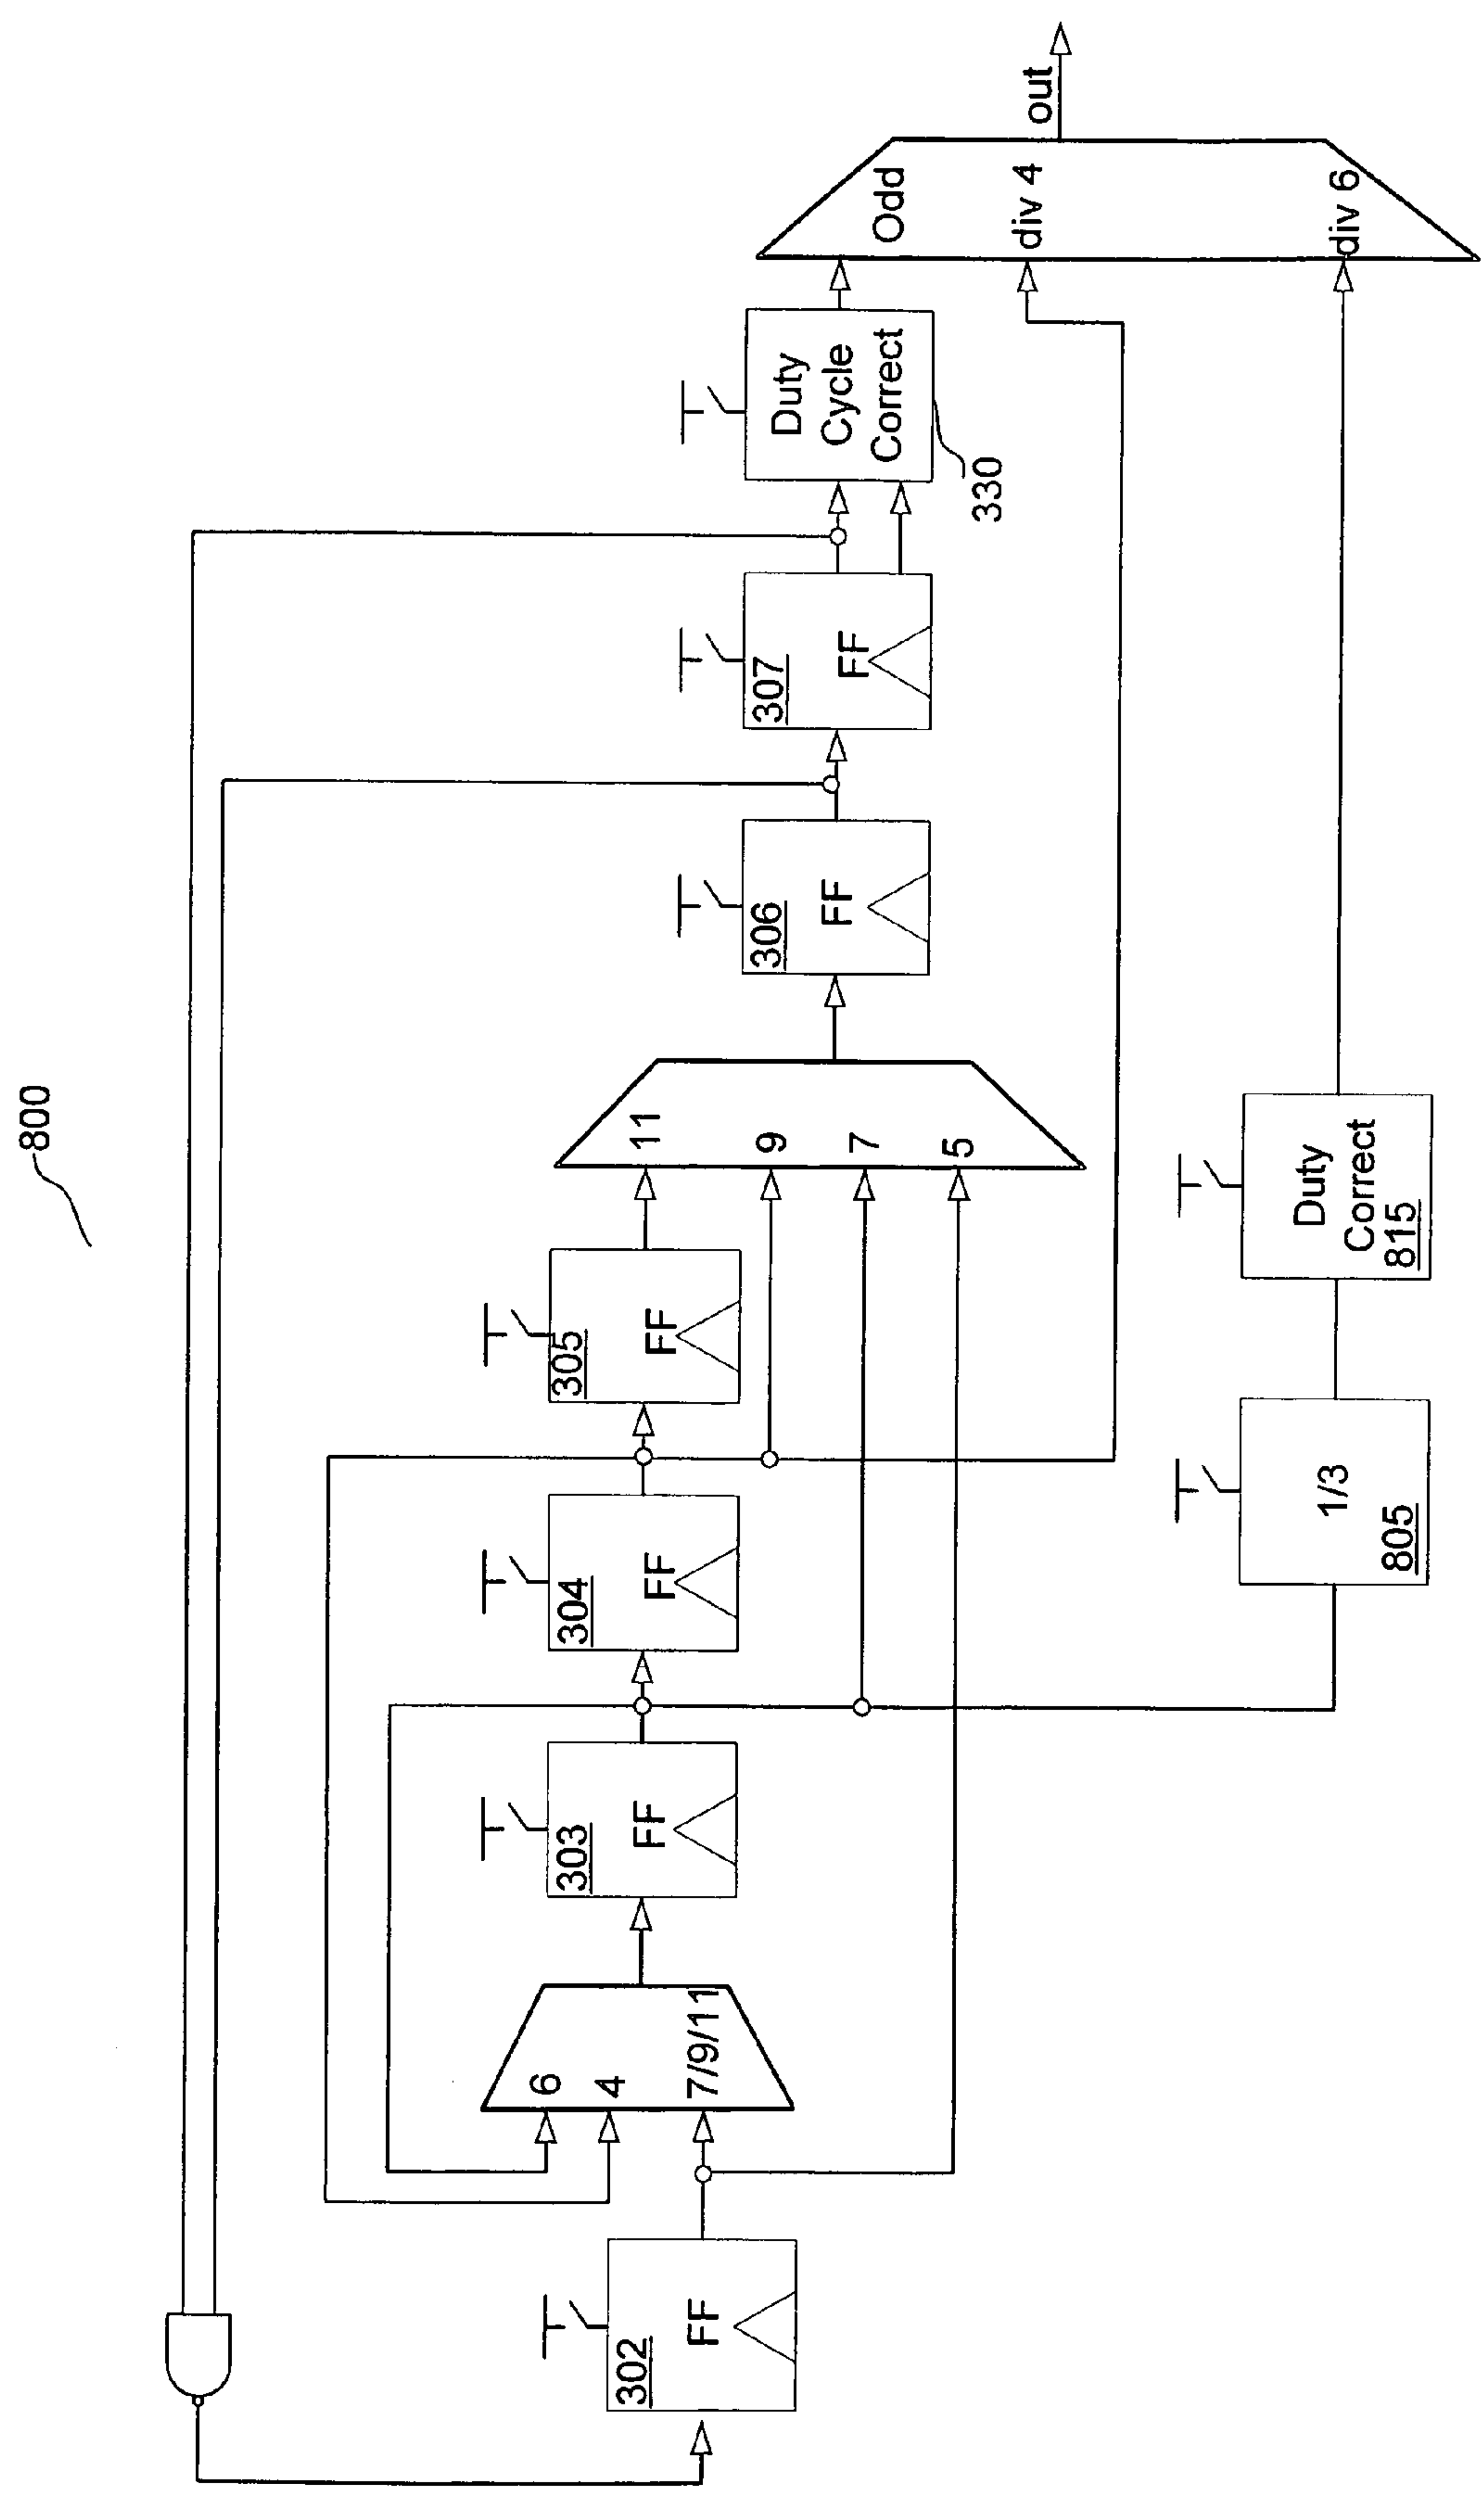 800
302
FF
6
4
7/9/11
303
FF
304
FF
305
FF
11
9
7
5
306
FF
307
FF
Duty
Cycle
Correct
330
Odd
div 4
div 6
out
1/3
805
Duty
Correct
815